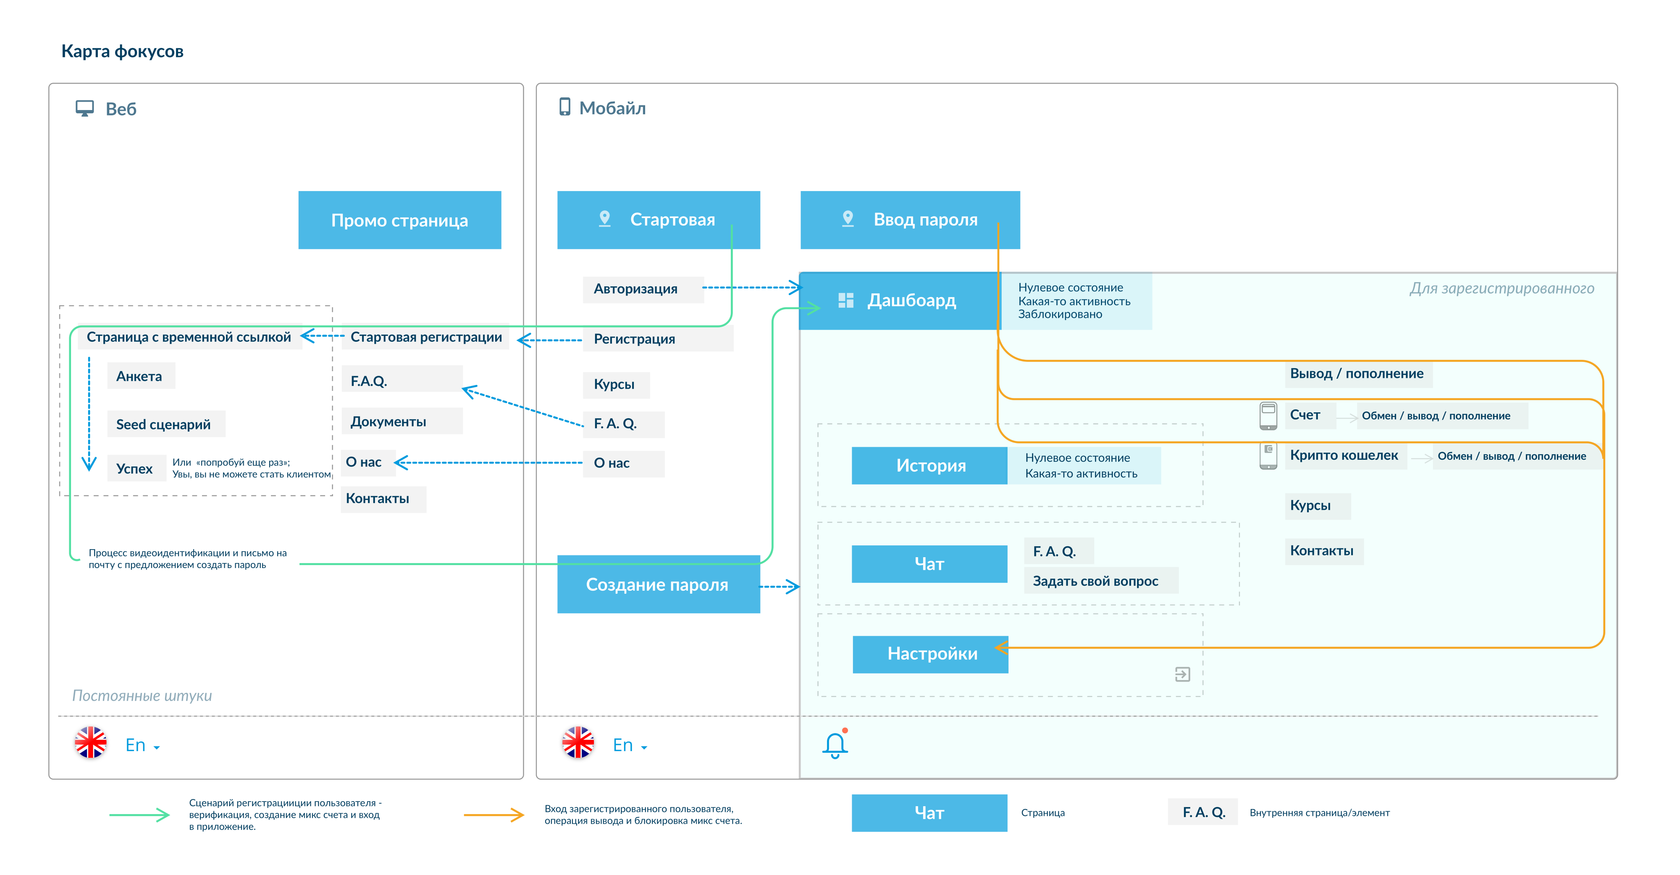 Карта фокусов
Веб
Промо страница
Страница с временной ссылкой
Стартовая регистрации
Анкета
F.A.Q.
Seed сценарий
Документы
Успех
Или «попробуй еще раз»;
Увы, вы не можете стать клиентом
О нас
Контакты
Процесс видеоидентификации и письмо на
почту с предложением создать пароль
Постоянные штуки
En
Мобайл
Стартовая
Авторизация
Регистрация
Курсы
F. A. Q.
О нас
Создание пароля
En
Ввод пароля
Для зарегистрированного
Дашбоард
Нулевое состояние
Какая-то активность
Заблокировано
Вывод / пополнение
Счет
Обмен / вывод / пополнение
Крипто кошелек
Обмен / вывод / пополнение
Курсы
Контакты
История
Нулевое состояние
Какая-то активность
Чат
F. A. Q.
Задать свой вопрос
Настройки
Сценарий регистрациииции пользователя -
верификация, создание микс счета и вход
в приложение.
Вход зарегистрированного пользователя,
операция вывода и блокировка микс счета.
Чат
Страница
F. A. Q.
Внутренняя страница/элемент